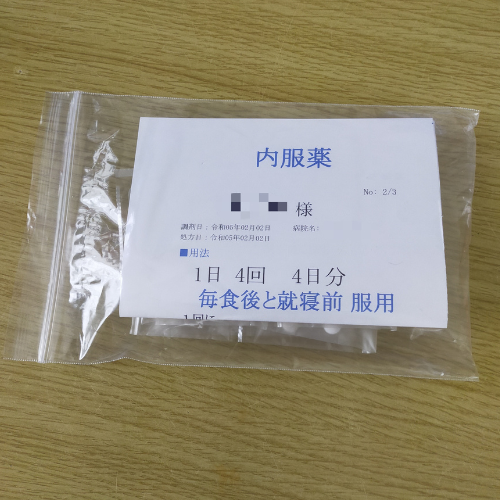 内服薬
No: 2/3
様
調剤日：令和05年02月02日 病院名：
処方日：令和05年02月02日
■用法
1日 4回 4日分
毎食後と就寝前 服用
1回に